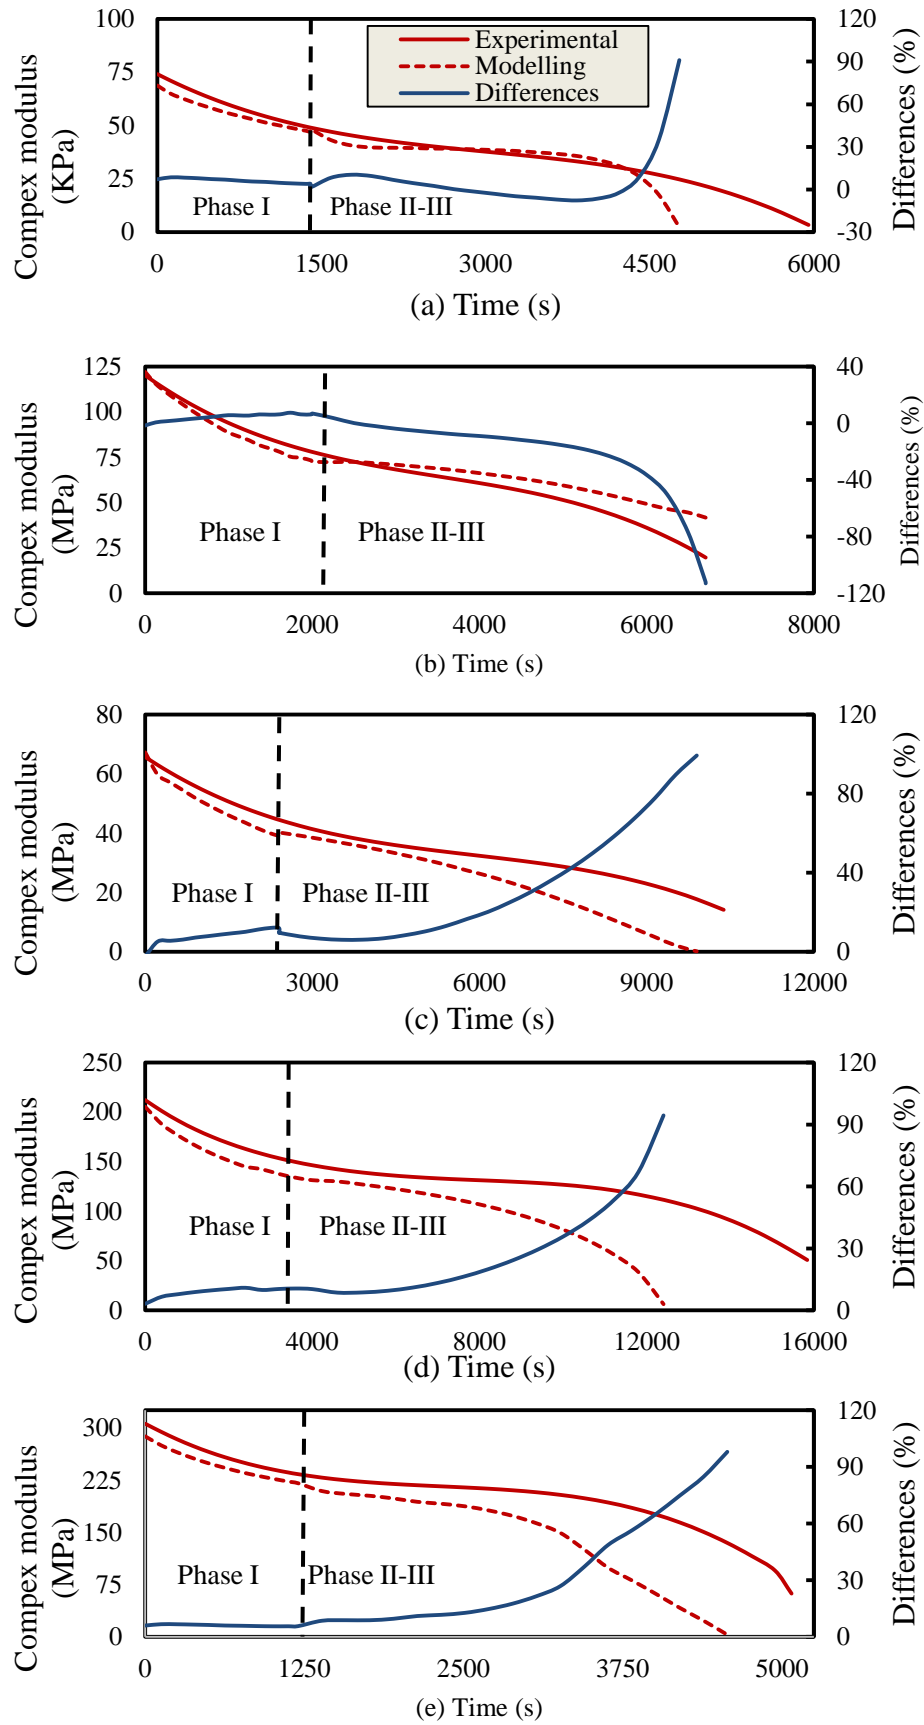 100
75
50
25
0
Compex modulus
(KPa)
Experimental
Modelling
Differences
Phase I
Phase II-III
120
90
60
30
0
-30
Differences (%)
0
1500
3000
4500
6000
(a) Time (s)
125
100
75
50
25
0
Compex modulus
(MPa)
Phase I
Phase II-III
40
0
-40
-80
-120
Differences (%)
0
2000
4000
6000
8000
(b) Time (s)
80
60
40
20
0
Compex modulus
(MPa)
Phase I
Phase II-III
120
80
40
0
Differences (%)
0
3000
6000
9000
12000
(c) Time (s)
250
200
150
100
50
0
Compex modulus
(MPa)
Phase I
Phase II-III
120
90
60
30
0
Differences (%)
0
4000
8000
12000
16000
(d) Time (s)
300
225
150
75
0
Compex modulus
(MPa)
Phase I
Phase II-III
120
90
60
30
0
Differences (%)
0
1250
2500
3750
5000
(e) Time (s)